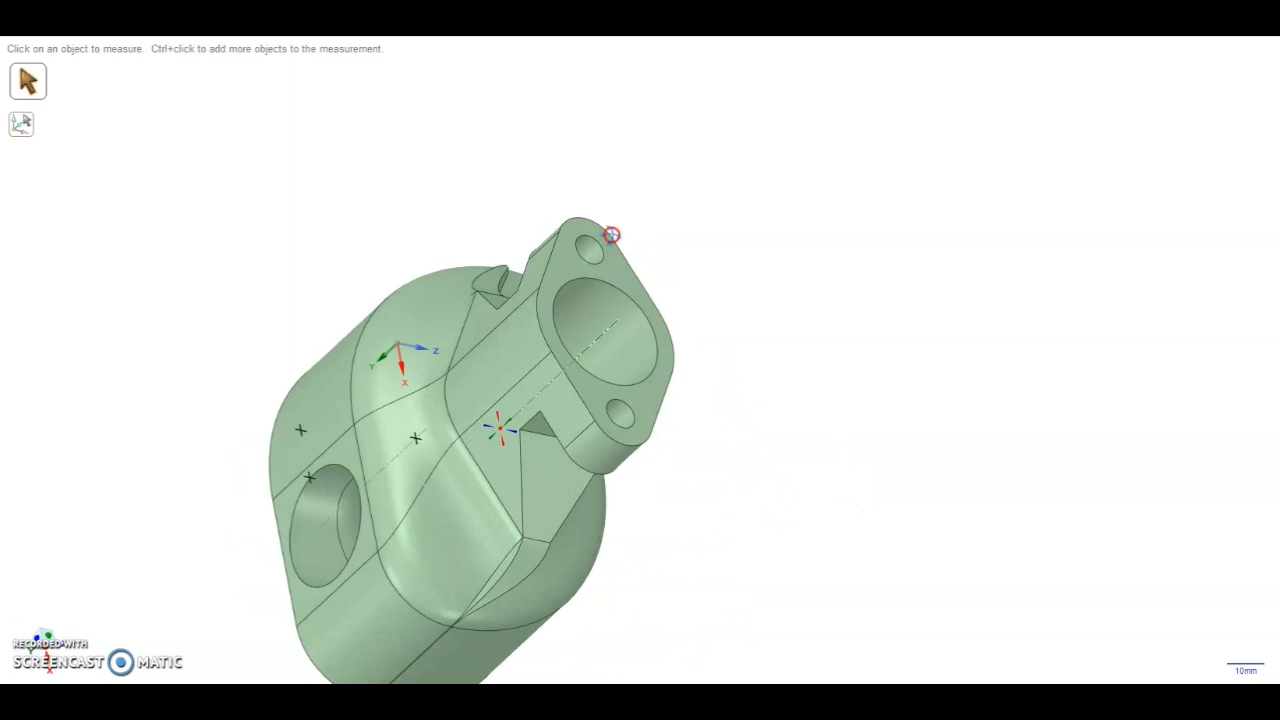 Click on an object to measure. Ctrl+click to add more objects to the measurement.
Z
Y
X
RECORDED WITH
SCREENCAST MATIC
X
10mm